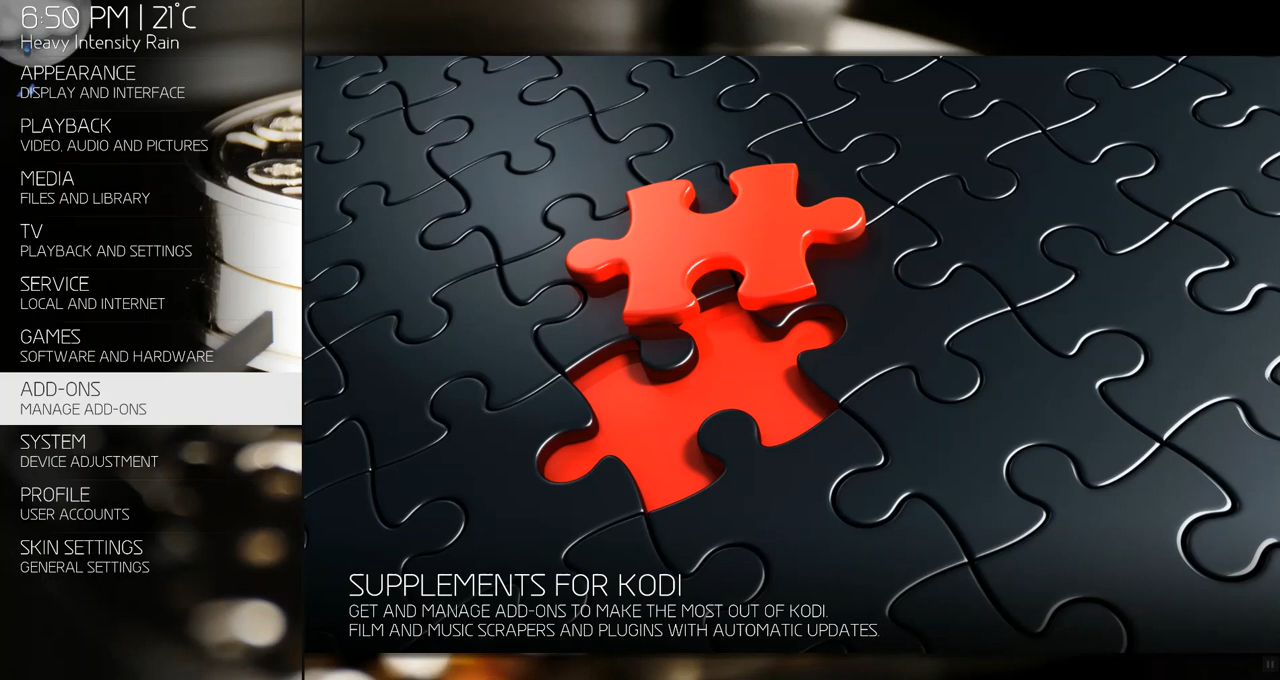 6:50 PM | 21°C
Heavy Intensity Rain
APPEARANCE
DISPLAY AND INTERFACE
PLAYBACK
VIDEO, AUDIO AND PICTURES
MEDIA
FILES AND LIBRARY
TV
PLAYBACK AND SETTINGS
SERVICE
LOCAL AND INTERNET
GAMES
SOFTWARE AND HARDWARE
ADD-ONS
MANAGE ADD-ONS
SYSTEM
DEVICE ADJUSTMENT
PROFILE
USER ACCOUNTS
SKIN SETTINGS
GENERAL SETTINGS
SUPPLEMENTS FOR KODI
GET AND MANAGE ADD-ONS TO MAKE THE MOST OUT OF KODI.
FILM AND MUSIC SCRAPERS AND PLUGINS WITH AUTOMATIC UPDATES.